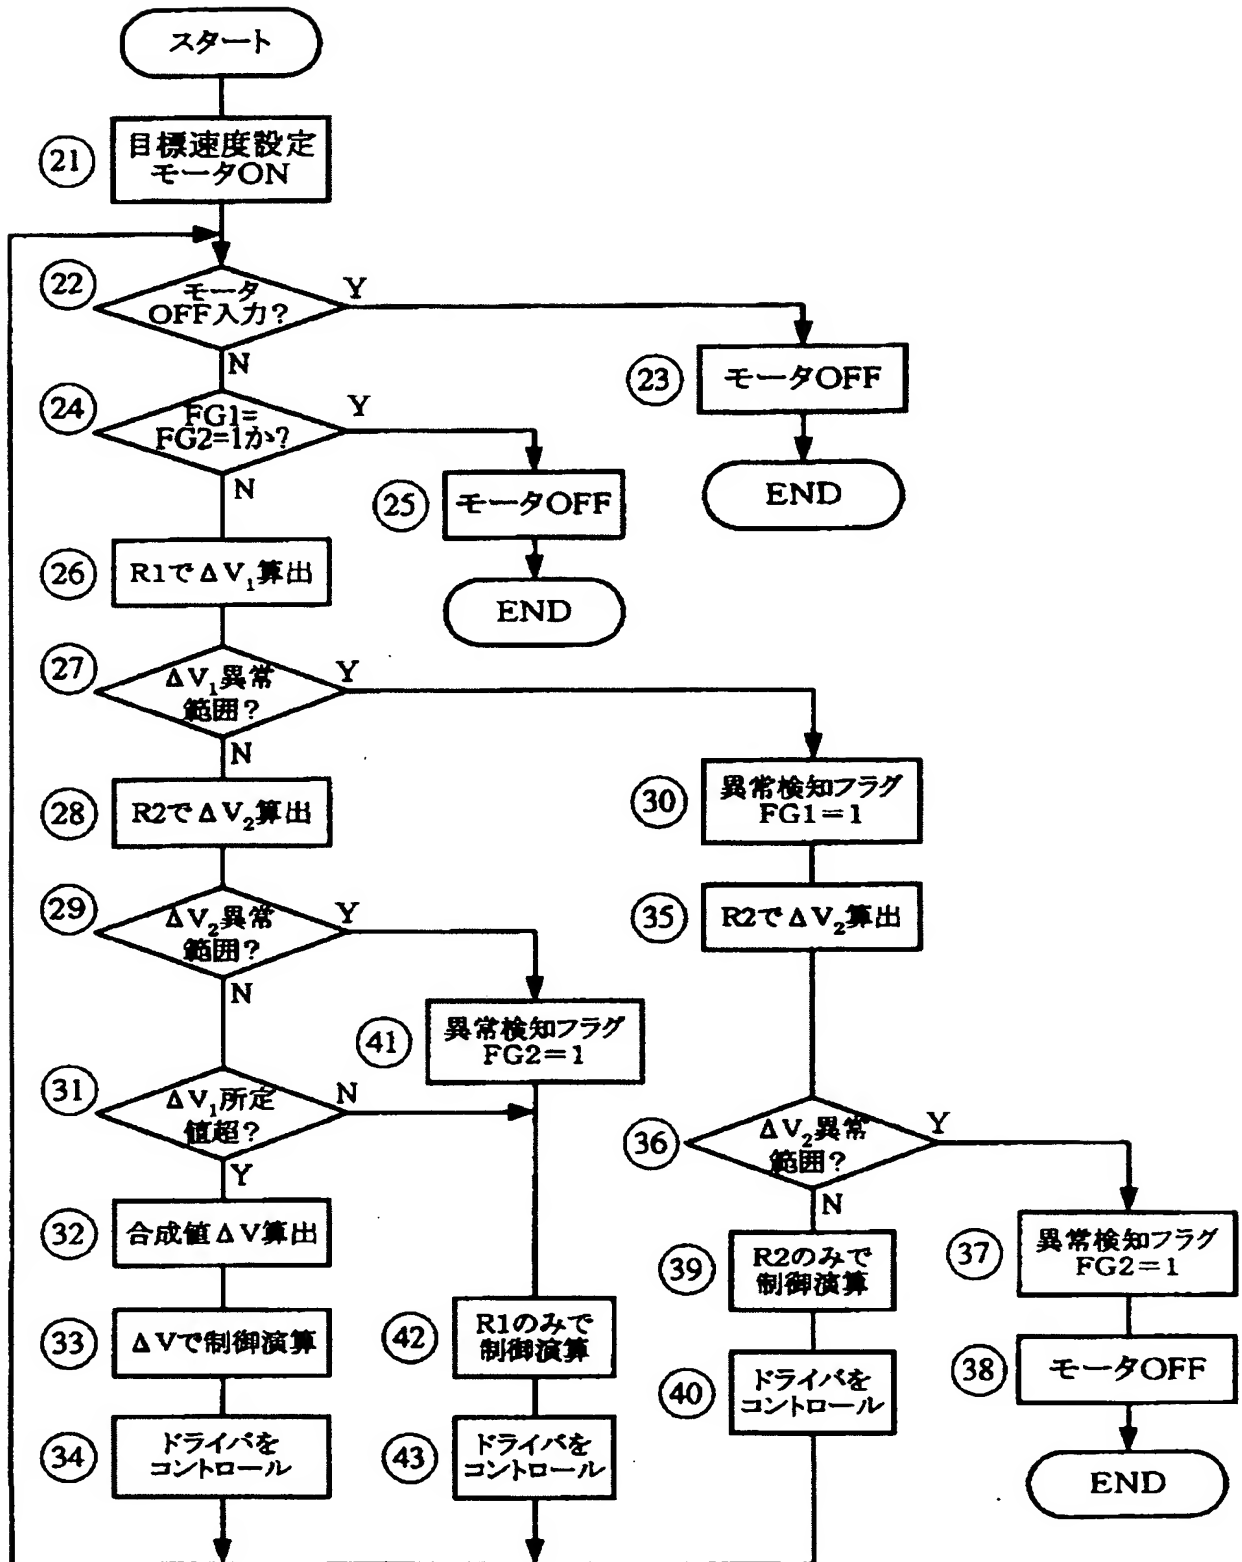 スタート
21
目標速度設定
モータON
22
モータ
OFF入力?
Y
N
23
モータOFF
END
24
FG1=
FG2=1か?
Y
N
25
モータOFF
END
26
R1でΔV₁算出
27
ΔV₁異常
範囲?
Y
N
28
R2でΔV₂算出
30
異常検知フラグ
FG1=1
29
ΔV₂異常
範囲?
Y
N
35
R2でΔV₂算出
41
異常検知フラグ
FG2=1
31
ΔV₁所定
値超?
N
Y
36
ΔV₂異常
範囲?
Y
N
32
合成値ΔV算出
39
R2のみで
制御演算
37
異常検知フラグ
FG2=1
33
ΔVで制御演算
42
R1のみで
制御演算
40
ドライバを
コントロール
38
モータOFF
34
ドライバを
コントロール
43
ドライバを
コントロール
END